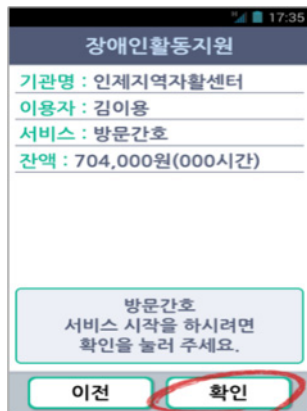 17:35
장애인활동지원
기관명 : 인제지역자활센터
이용자 : 김이용
서비스 : 방문간호
잔액 : 704,000원(000시간)
방문간호
서비스 시작을 하시려면
확인을 눌러 주세요.
이전
확인